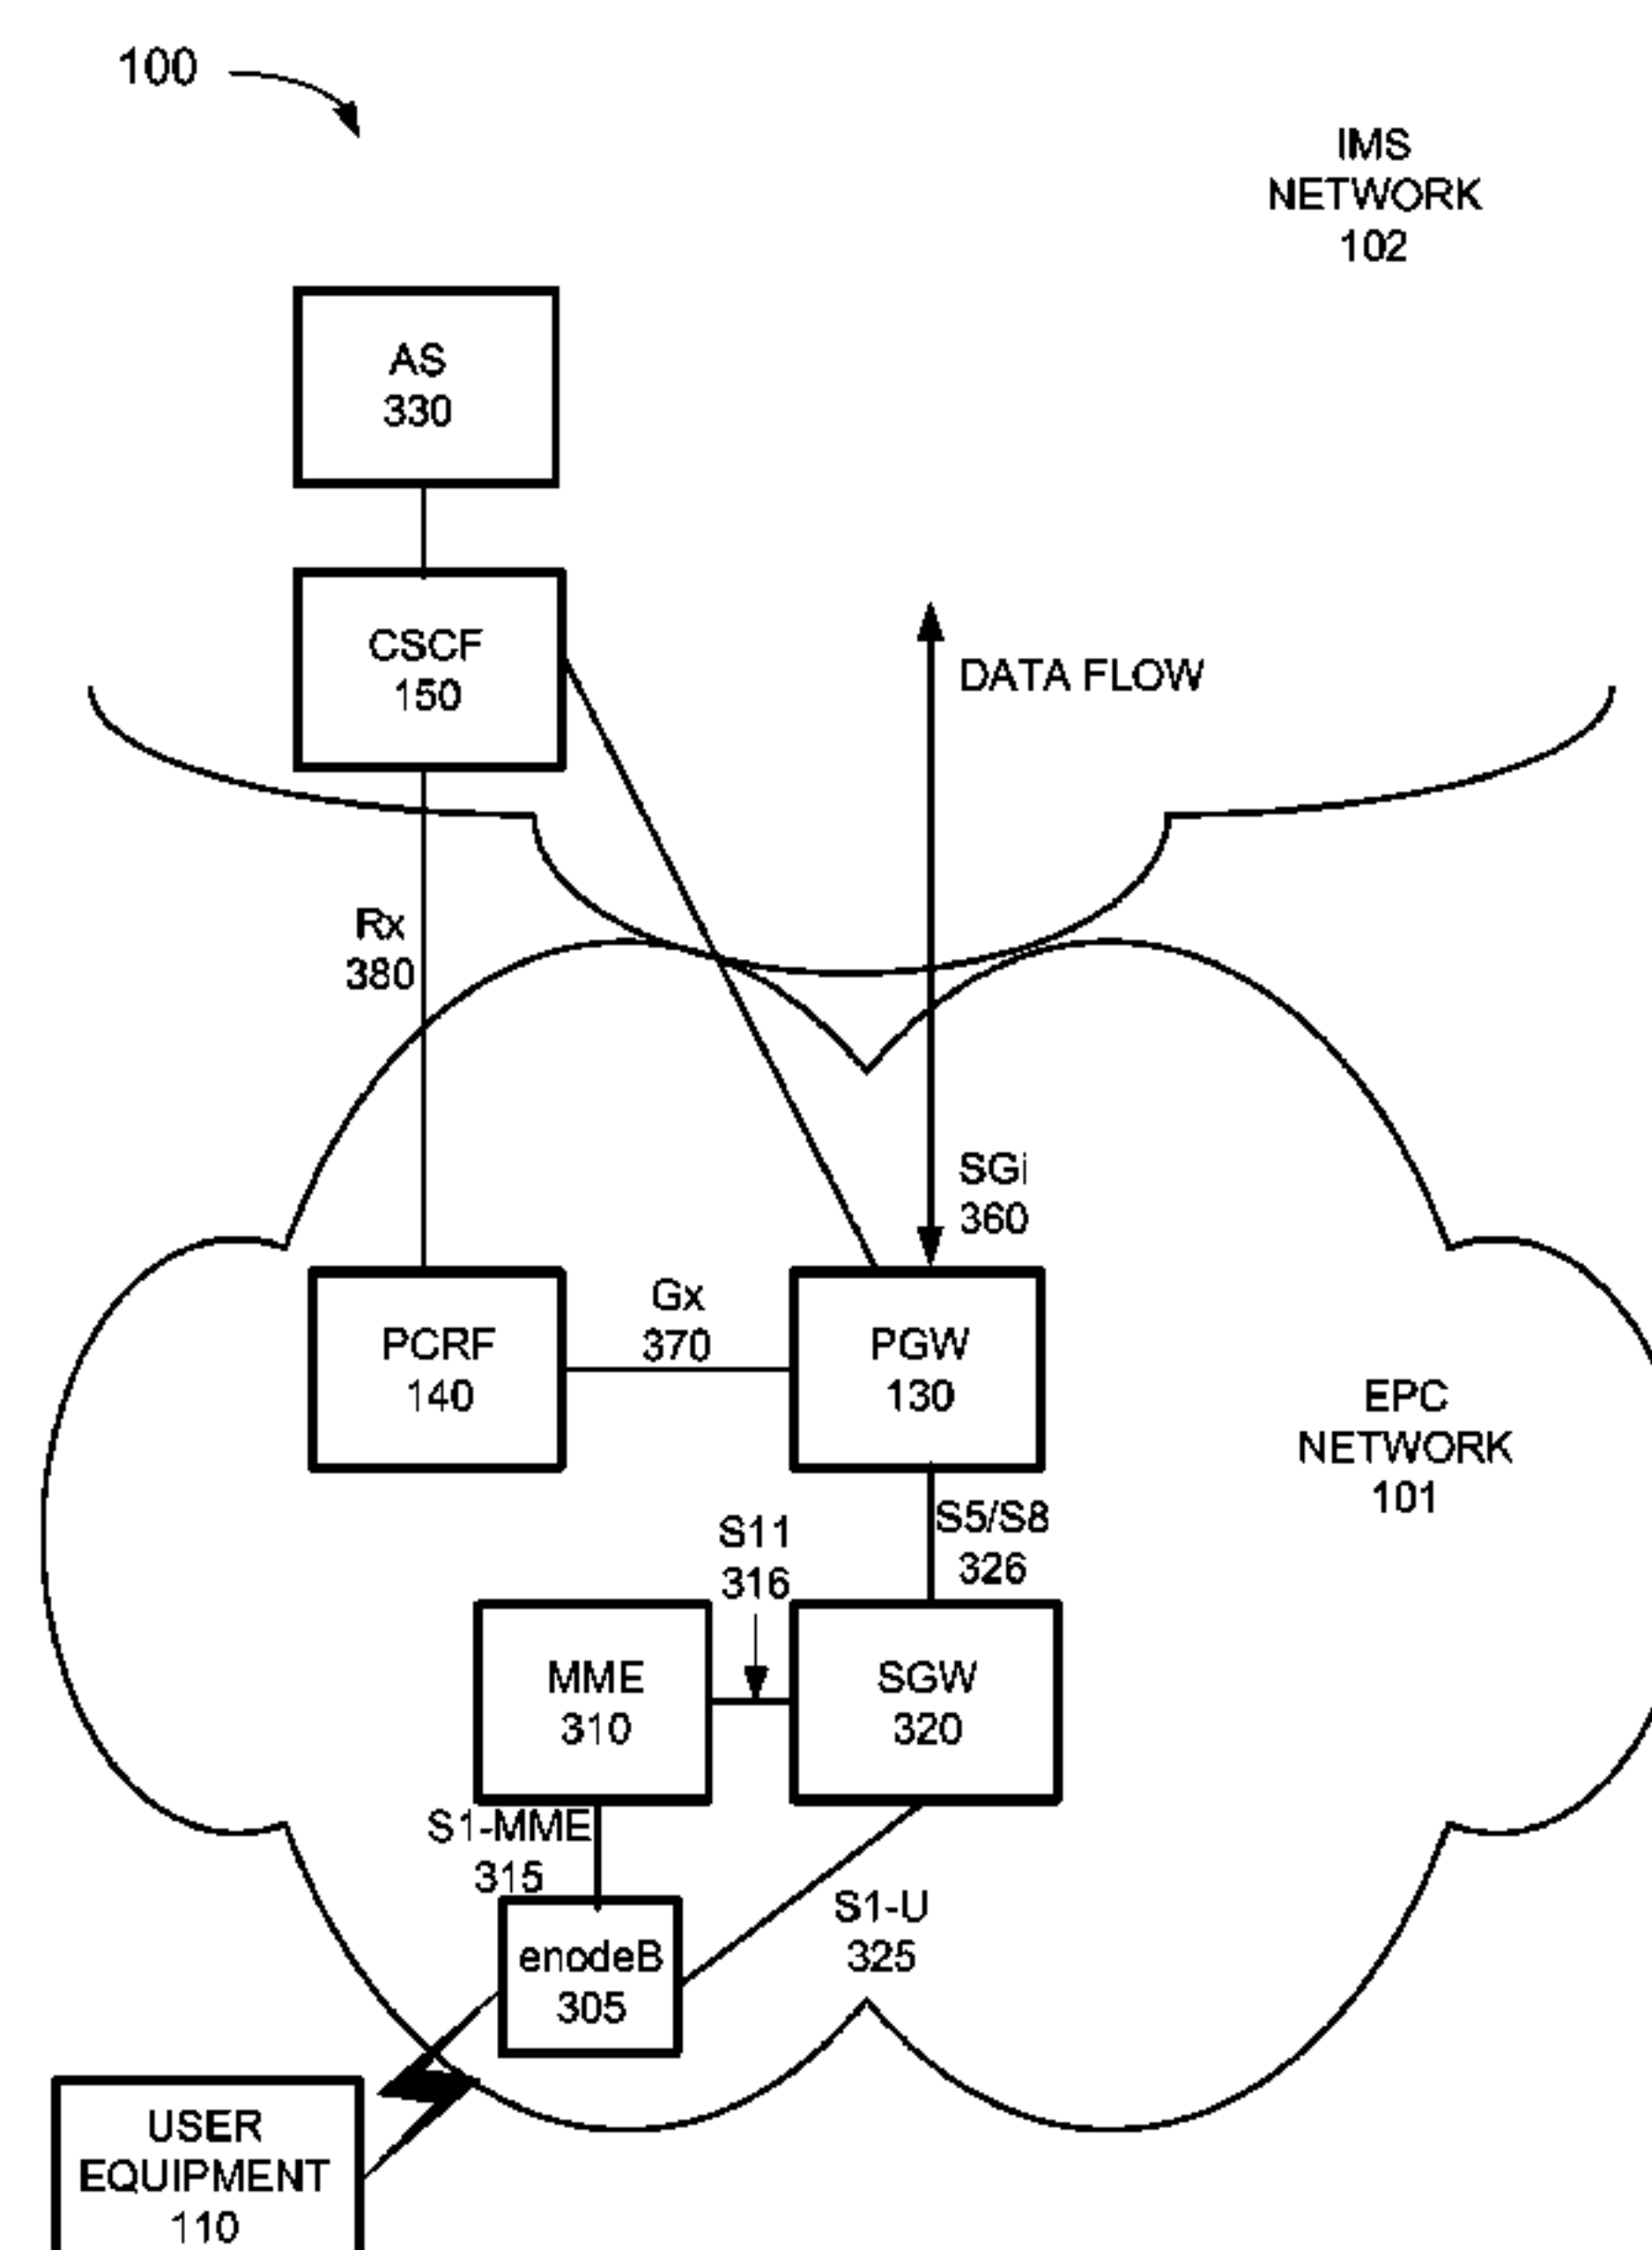 100
IMS
NETWORK
102
AS
330
CSCF
150
DATA FLOW
Rx
380
SGi
360
Gx
370
PCRF
140
PGW
130
EPC
NETWORK
101
S5/S8
326
S11
316
MME
310
SGW
320
S1-MME
315
S1-U
325
enodeB
305
USER
EQUIPMENT
110